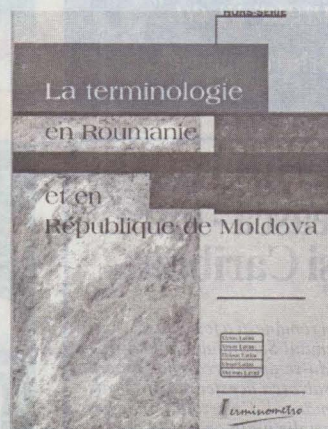 HORS-SÉRIE
La terminologie
en Roumanie
et en
République de Moldova
Terminometro